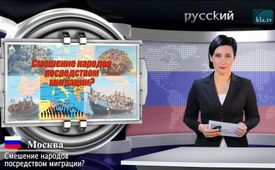 русский
kla.tv
Смешение народов
посредством
миграции?
Москва
Смешение народов
посредством миграции?